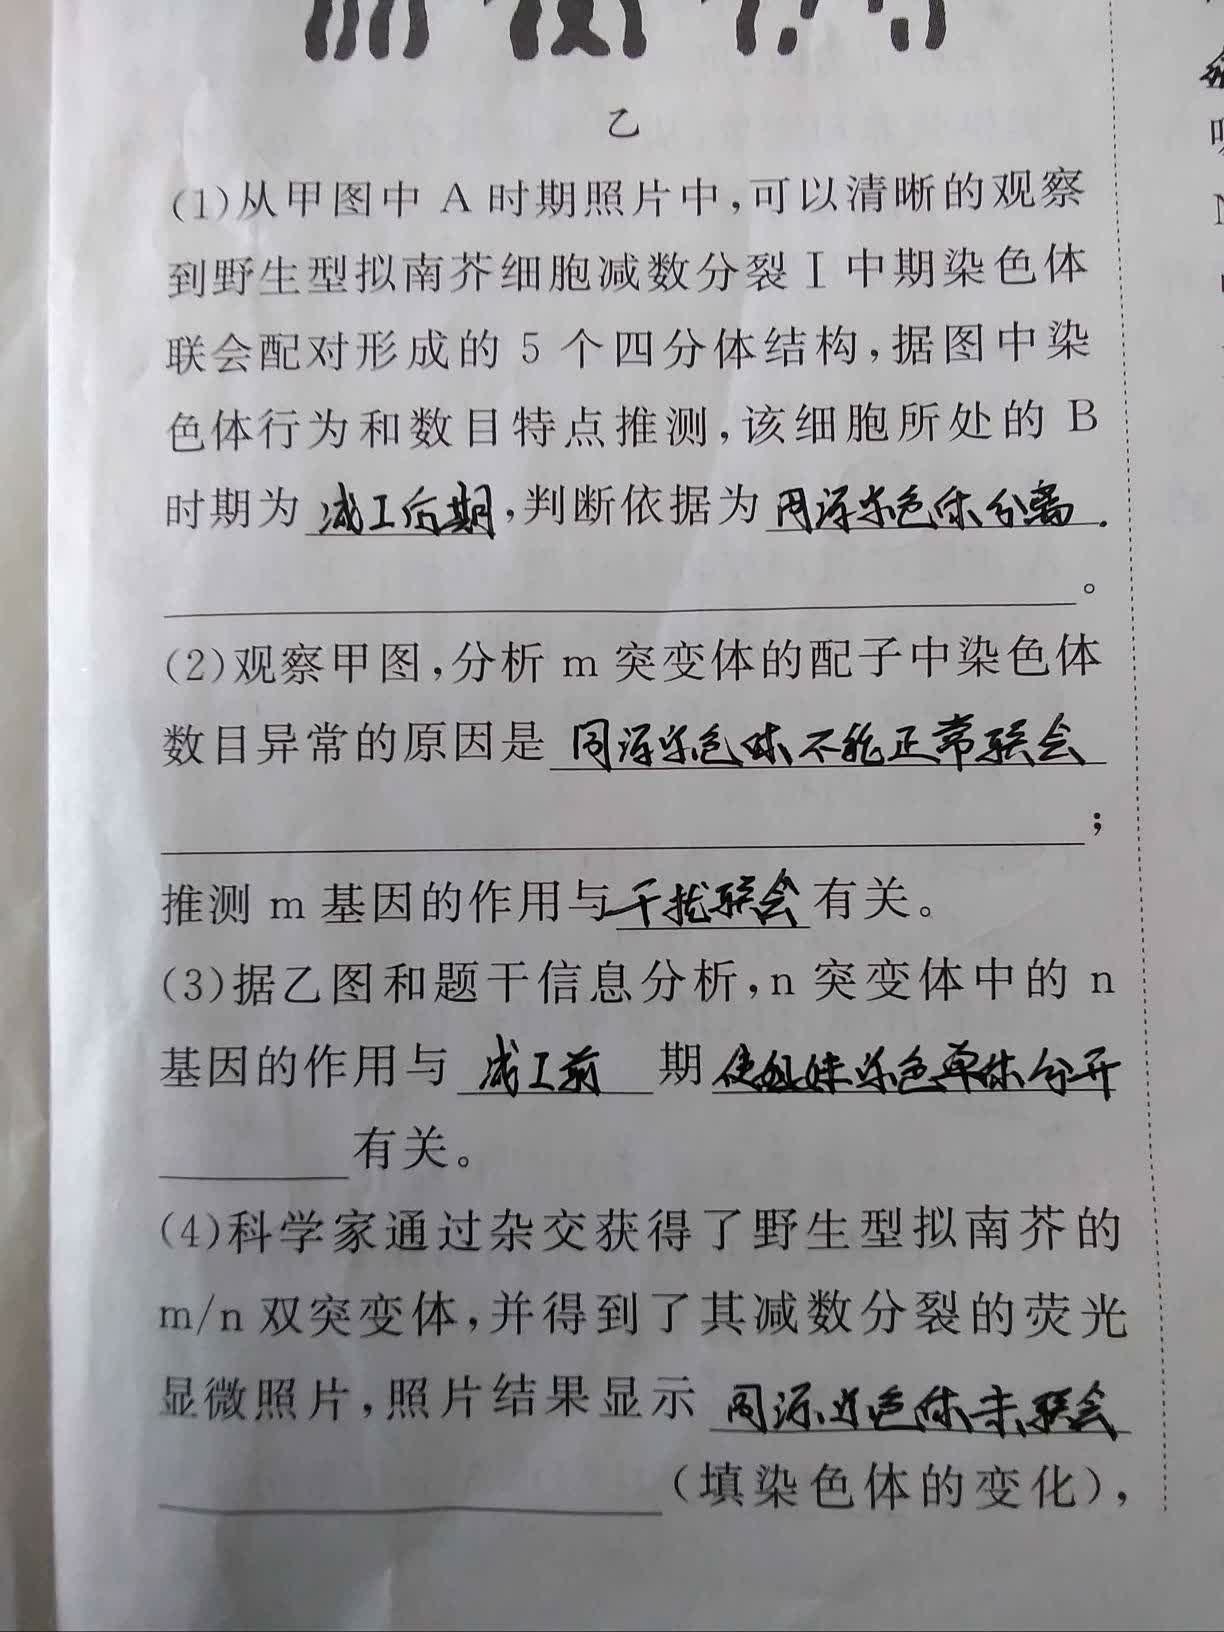 乙
(1)从甲图中 A 时期照片中,可以清晰的观察
到野生型拟南芥细胞减数分裂Ⅰ中期染色体
联会配对形成的 5 个四分体结构,据图中染
色体行为和数目特点推测,该细胞所处的 B
时期为 减Ⅰ后期,判断依据为 同源染色体分离.
。
(2)观察甲图,分析 m 突变体的配子中染色体
数目异常的原因是 同源染色体不能正常联会
;
推测 m 基因的作用与干扰联会有关。
(3)据乙图和题干信息分析,n 突变体中的 n
基因的作用与 减Ⅰ前 期 使姐妹染色单体分开
有关。
(4)科学家通过杂交获得了野生型拟南芥的
m/n 双突变体,并得到了其减数分裂的荧光
显微照片,照片结果显示 同源染色体未联会
(填染色体的变化),